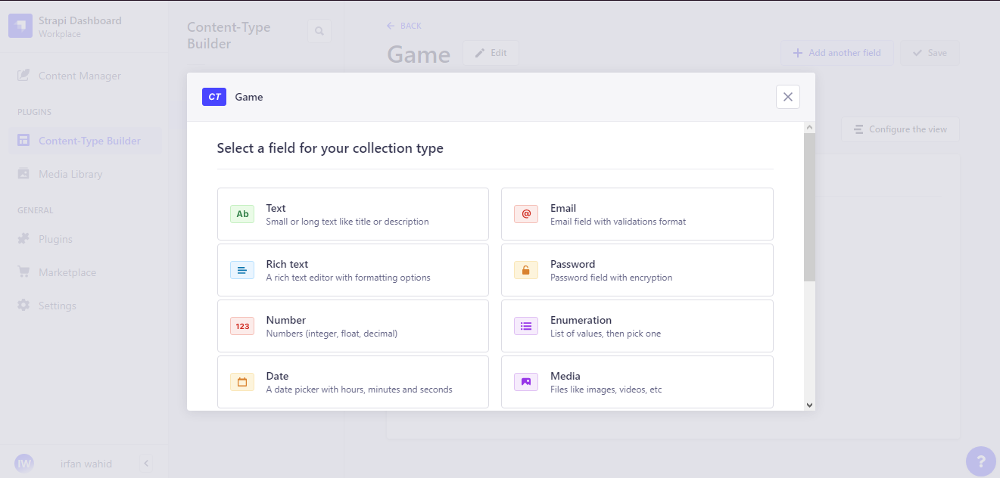 Strapi Dashboard
Workplace
Content Manager
PLUGINS
Content-Type Builder
Media Library
GENERAL
Plugins
Marketplace
Settings
IW
irfan wahid
Content-Type
Builder
BACK
Game
Edit
Add another field
Save
Configure the view
CT Game
Select a field for your collection type
Ab
Text
Small or long text like title or description
@
Email
Email field with validations format
Rich text
A rich text editor with formatting options
Password
Password field with encryption
123
Number
Numbers (integer, float, decimal)
Enumeration
List of values, then pick one
Date
A date picker with hours, minutes and seconds
Media
Files like images, videos, etc
?